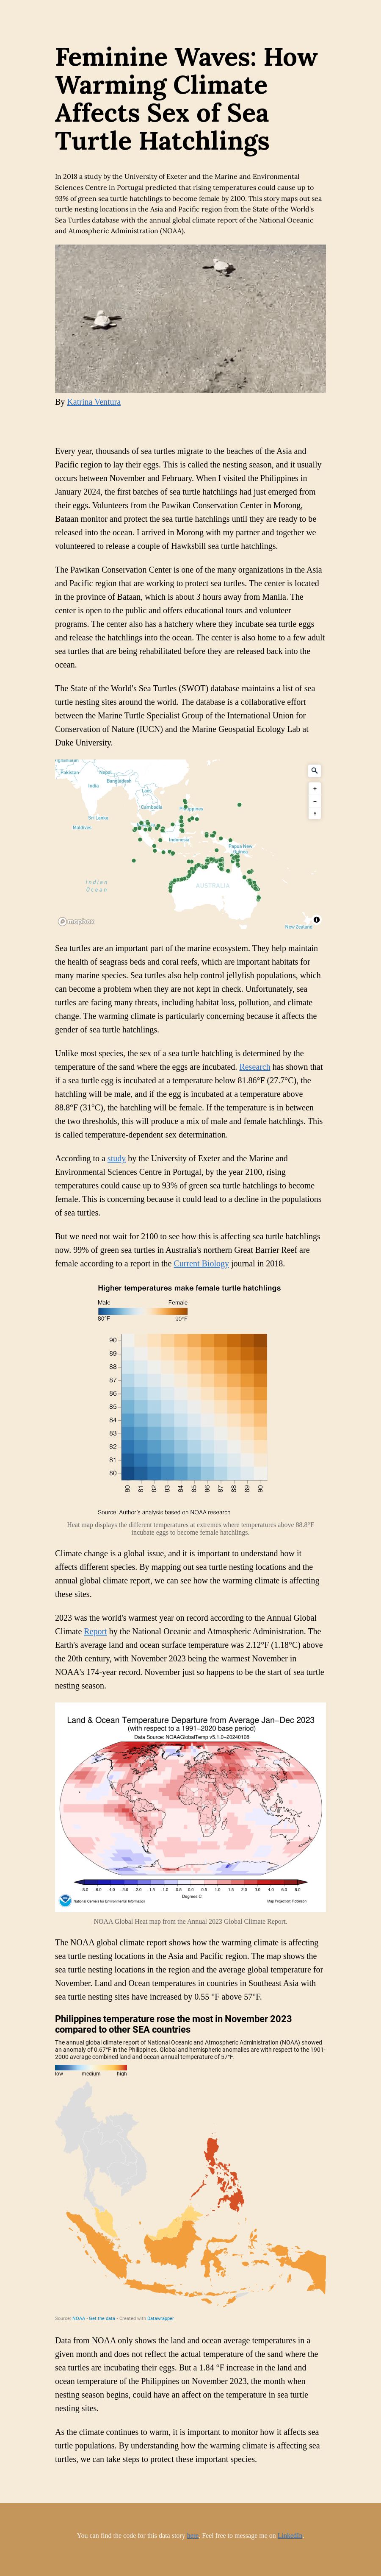 Feminine Waves: How
Warming Climate
Affects Sex of Sea
Turtle Hatchlings
In 2018 a study by the University of Exeter and the Marine and Environmental
Sciences Centre in Portugal predicted that rising temperatures could cause up to
93% of green sea turtle hatchlings to become female by 2100. This story maps out sea
turtle nesting locations in the Asia and Pacific region from the State of the World's
Sea Turtles database with the annual global climate report of the National Oceanic
and Atmospheric Administration (NOAA).
By Katrina Ventura
Every year, thousands of sea turtles migrate to the beaches of the Asia and
Pacific region to lay their eggs. This is called the nesting season, and it usually
occurs between November and February. When I visited the Philippines in
January 2024, the first batches of sea turtle hatchlings had just emerged from
their eggs. Volunteers from the Pawikan Conservation Center in Morong,
Bataan monitor and protect the sea turtle hatchlings until they are ready to be
released into the ocean. I arrived in Morong with my partner and together we
volunteered to release a couple of Hawksbill sea turtle hatchlings.
The Pawikan Conservation Center is one of the many organizations in the Asia
and Pacific region that are working to protect sea turtles. The center is located
in the province of Bataan, which is about 3 hours away from Manila. The
center is open to the public and offers educational tours and volunteer
programs. The center also has a hatchery where they incubate sea turtle eggs
and release the hatchlings into the ocean. The center is also home to a few adult
sea turtles that are being rehabilitated before they are released back into the
ocean.
The State of the World's Sea Turtles (SWOT) database maintains a list of sea
turtle nesting sites around the world. The database is a collaborative effort
between the Marine Turtle Specialist Group of the International Union for
Conservation of Nature (IUCN) and the Marine Geospatial Ecology Lab at
Duke University.
Pakistan
Nepal
Bangladesh
India
Laos
Cambodia
Philippines
Sri Lanka
Maldives
Indonesia
Papua New
Guinea
Indian
Ocean
AUSTRALIA
mapbox
New Zealand
Sea turtles are an important part of the marine ecosystem. They help maintain
the health of seagrass beds and coral reefs, which are important habitats for
many marine species. Sea turtles also help control jellyfish populations, which
can become a problem when they are not kept in check. Unfortunately, sea
turtles are facing many threats, including habitat loss, pollution, and climate
change. The warming climate is particularly concerning because it affects the
gender of sea turtle hatchlings.
Unlike most species, the sex of a sea turtle hatchling is determined by the
temperature of the sand where the eggs are incubated. Research has shown that
if a sea turtle egg is incubated at a temperature below 81.86°F (27.7°C), the
hatchling will be male, and if the egg is incubated at a temperature above
88.8°F (31°C), the hatchling will be female. If the temperature is in between
the two thresholds, this will produce a mix of male and female hatchlings. This
is called temperature-dependent sex determination.
According to a study by the University of Exeter and the Marine and
Environmental Sciences Centre in Portugal, by the year 2100, rising
temperatures could cause up to 93% of green sea turtle hatchlings to become
female. This is concerning because it could lead to a decline in the populations
of sea turtles.
But we need not wait for 2100 to see how this is affecting sea turtle hatchlings
now. 99% of green sea turtles in Australia's northern Great Barrier Reef are
female according to a report in the Current Biology journal in 2018.
Higher temperatures make female turtle hatchlings
Male Female
80°F 90°F
90
89
88
87
86
85
84
83
82
81
80
80 81 82 83 84 85 86 87 88 89 90
Source: Author's analysis based on NOAA research
Heat map displays the different temperatures at extremes where temperatures above 88.8°F
incubate eggs to become female hatchlings.
Climate change is a global issue, and it is important to understand how it
affects different species. By mapping out sea turtle nesting locations and the
annual global climate report, we can see how the warming climate is affecting
these sites.
2023 was the world's warmest year on record according to the Annual Global
Climate Report by the National Oceanic and Atmospheric Administration. The
Earth's average land and ocean surface temperature was 2.12°F (1.18°C) above
the 20th century, with November 2023 being the warmest November in
NOAA's 174-year record. November just so happens to be the start of sea turtle
nesting season.
Land & Ocean Temperature Departure from Average Jan–Dec 2023
(with respect to a 1991–2020 base period)
Data Source: NOAAGlobalTemp v5.1.0–20240108
Degrees C
National Centers for Environmental Information
Map Projection: Robinson
NOAA Global Heat map from the Annual 2023 Global Climate Report.
The NOAA global climate report shows how the warming climate is affecting
sea turtle nesting locations in the Asia and Pacific region. The map shows the
sea turtle nesting locations in the region and the average global temperature for
November. Land and Ocean temperatures in countries in Southeast Asia with
sea turtle nesting sites have increased by 0.55 °F above 57°F.
Philippines temperature rose the most in November 2023
compared to other SEA countries
The annual global climate report of National Oceanic and Atmospheric Administration (NOAA) showed
an anomaly of 0.67°F in the Philippines. Global and hemispheric anomalies are with respect to the 1901-
2000 average combined land and ocean annual temperature of 57°F.
low medium high
Source: NOAA • Get the data • Created with Datawrapper
Data from NOAA only shows the land and ocean average temperatures in a
given month and does not reflect the actual temperature of the sand where the
sea turtles are incubating their eggs. But a 1.84 °F increase in the land and
ocean temperature of the Philippines on November 2023, the month when
nesting season begins, could have an affect on the temperature in sea turtle
nesting sites.
As the climate continues to warm, it is important to monitor how it affects sea
turtle populations. By understanding how the warming climate is affecting sea
turtles, we can take steps to protect these important species.
You can find the code for this data story here. Feel free to message me on LinkedIn.